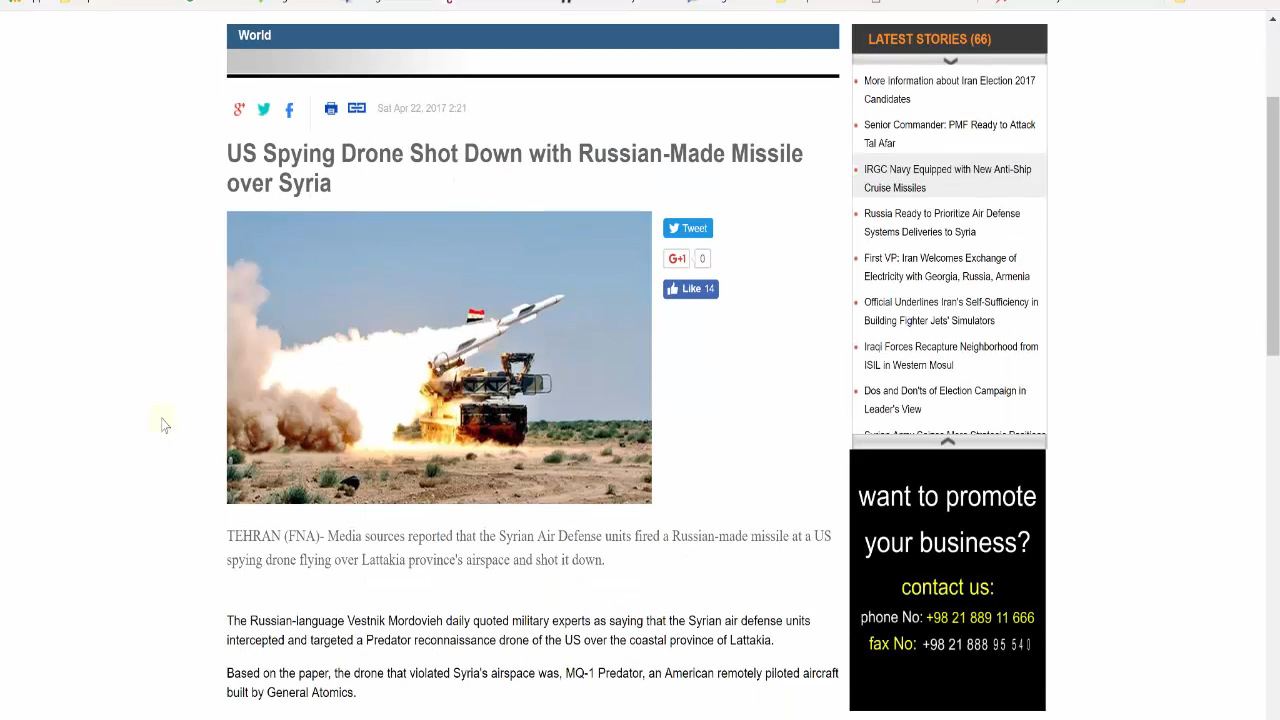 World
Sat Apr 22, 2017 2:21
US Spying Drone Shot Down with Russian-Made Missile
over Syria
Tweet
G+1 0
Like 14
TEHRAN (FNA)- Media sources reported that the Syrian Air Defense units fired a Russian-made missile at a US
spying drone flying over Lattakia province's airspace and shot it down.
The Russian-language Vestnik Mordovieh daily quoted military experts as saying that the Syrian air defense units
intercepted and targeted a Predator reconnaissance drone of the US over the coastal province of Lattakia.
Based on the paper, the drone that violated Syria's airspace was, MQ-1 Predator, an American remotely piloted aircraft
built by General Atomics.
LATEST STORIES (66)
More Information about Iran Election 2017
Candidates
Senior Commander: PMF Ready to Attack
Tal Afar
IRGC Navy Equipped with New Anti-Ship
Cruise Missiles
Russia Ready to Prioritize Air Defense
Systems Deliveries to Syria
First VP: Iran Welcomes Exchange of
Electricity with Georgia, Russia, Armenia
Official Underlines Iran's Self-Sufficiency in
Building Fighter Jets' Simulators
Iraqi Forces Recapture Neighborhood from
ISIL in Western Mosul
Dos and Don'ts of Election Campaign in
Leader's View
Syrian Army Seizes More Strategic Positions
want to promote
your business?
contact us:
phone No: +98 21 889 11 666
fax No: +98 21 888 95 540